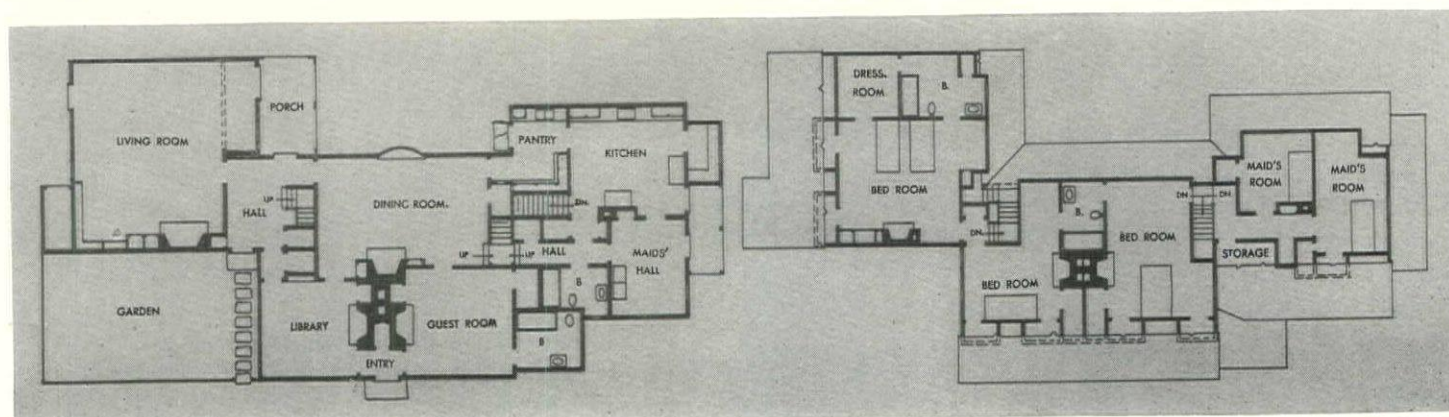 LIVING ROOM
PORCH
PANTRY
KITCHEN
UP
HALL
DINING ROOM.
DN.
UP
UP
HALL
MAIDS'
HALL
B
GARDEN
LIBRARY
GUEST ROOM
B
ENTRY
DRESS.
ROOM
B.
BED ROOM
DN.
B.
BED ROOM
BED ROOM
DN
DN
MAID'S
ROOM
MAID'S
ROOM
STORAGE